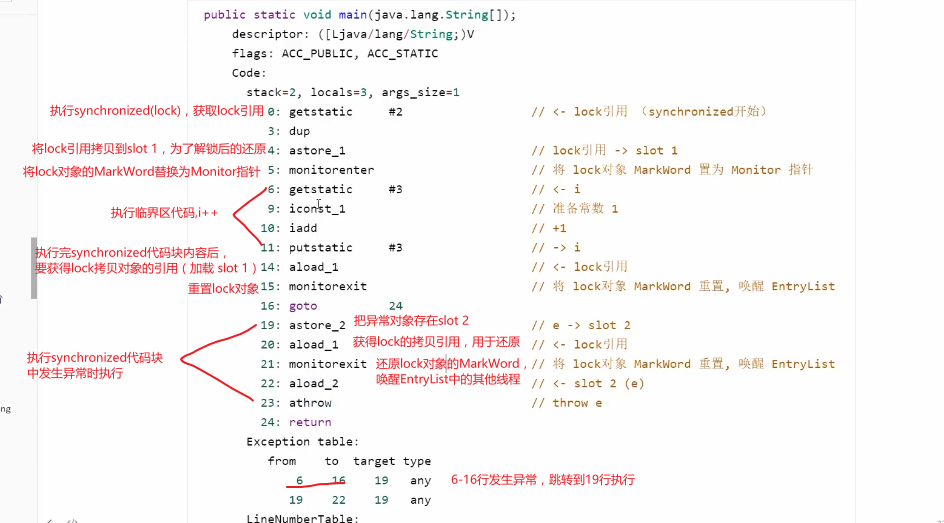 public static void main(java.lang.String[]);
descriptor: ([Ljava/lang/String;)V
flags: ACC_PUBLIC, ACC_STATIC
Code:
stack=2, locals=3, args_size=1
执行synchronized(lock)，获取lock引用 0: getstatic #2 // <- lock引用 （synchronized开始）
3: dup
将lock引用拷贝到slot 1，为了解锁后的还原 4: astore_1 // lock引用 -> slot 1
将lock对象的MarkWord替换为Monitor指针 5: monitorenter // 将 lock对象 MarkWord 置为 Monitor 指针
6: getstatic #3 // <- i
执行临界区代码,i++ 9: iconst_1 // 准备常数 1
10: iadd // +1
11: putstatic #3 // -> i
执行完synchronized代码块内容后，
要获得lock拷贝对象的引用（加载 slot 1） 14: aload_1 // <- lock引用
重置lock对象 15: monitorexit // 将 lock对象 MarkWord 重置, 唤醒 EntryList
16: goto 24
19: astore_2 把异常对象存在slot 2 // e -> slot 2
20: aload_1 获得lock的拷贝引用，用于还原 // <- lock引用
执行synchronized代码块
中发生异常时执行
21: monitorexit 还原lock对象的MarkWord， // 将 lock对象 MarkWord 重置, 唤醒 EntryList
22: aload_2 唤醒EntryList中的其他线程 // <- slot 2 (e)
23: athrow // throw e
ng
24: return
Exception table:
from to target type
6 16 19 any 6-16行发生异常，跳转到19行执行
19 22 19 any
LineNumberTable: